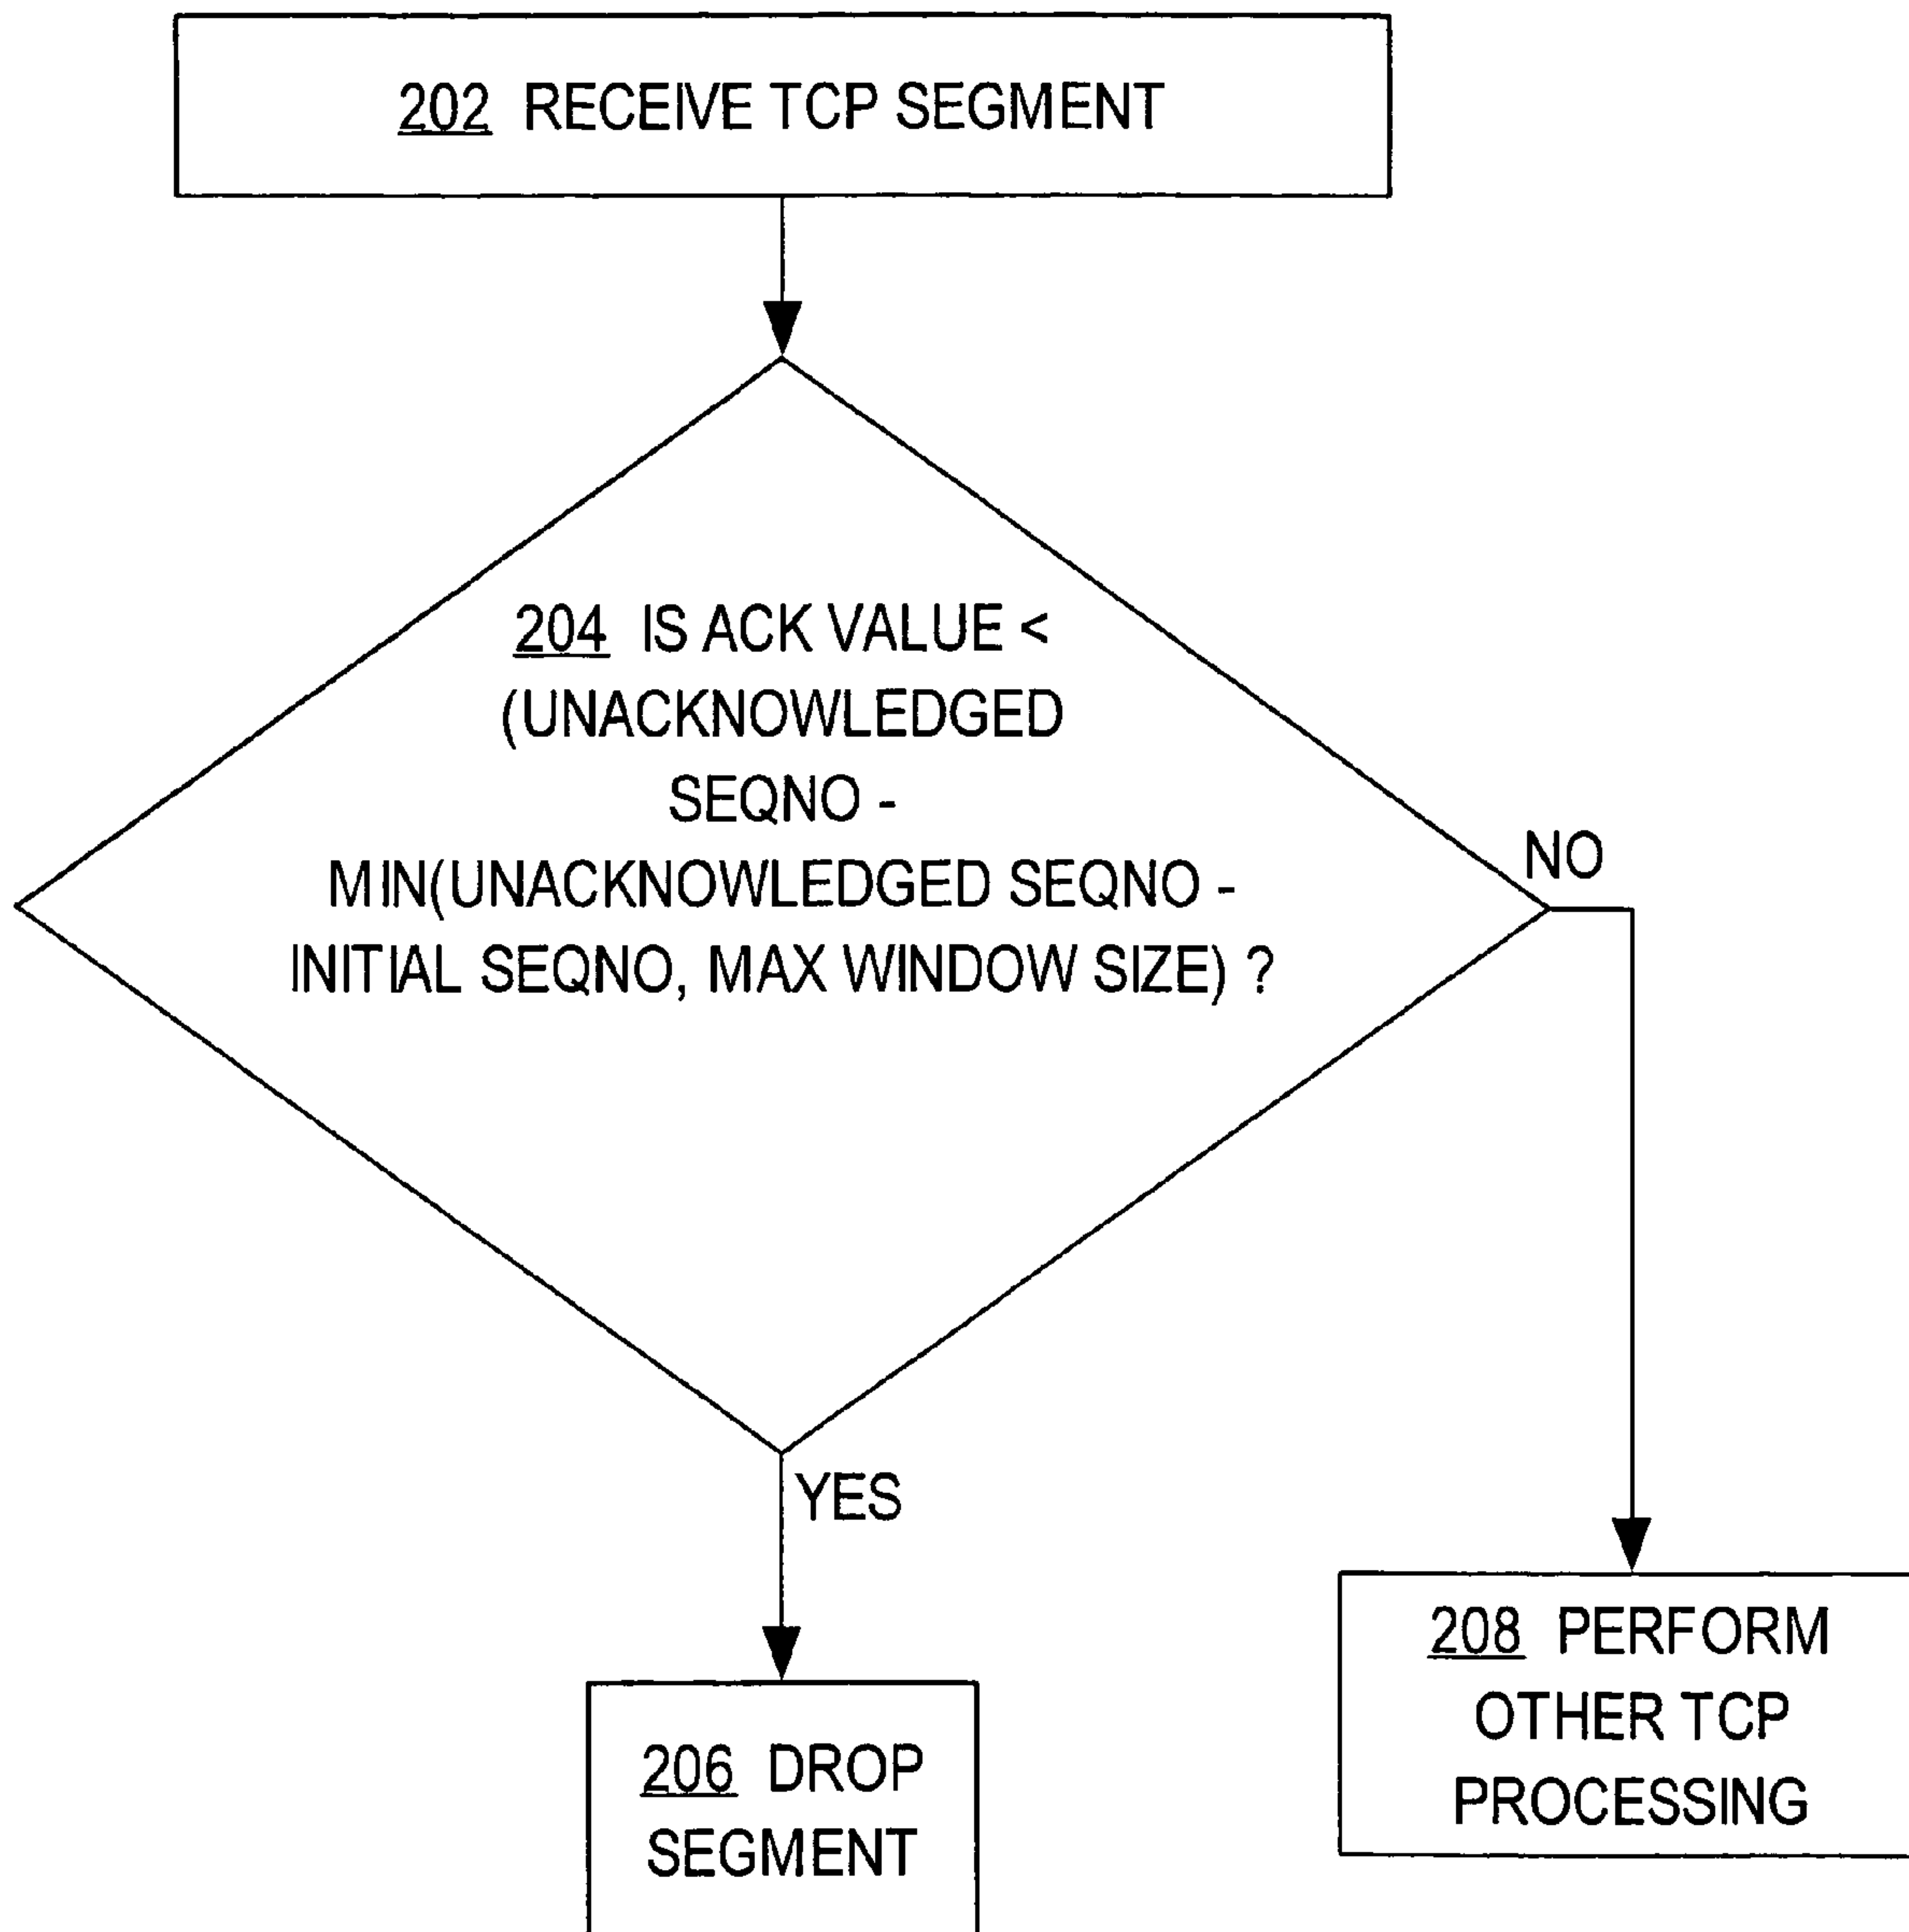 202 RECEIVE TCP SEGMENT
204 IS ACK VALUE <
(UNACKNOWLEDGED
SEQNO -
MIN(UNACKNOWLEDGED SEQNO -
INITIAL SEQNO, MAX WINDOW SIZE) ?
NO
YES
208 PERFORM
OTHER TCP
PROCESSING
206 DROP
SEGMENT